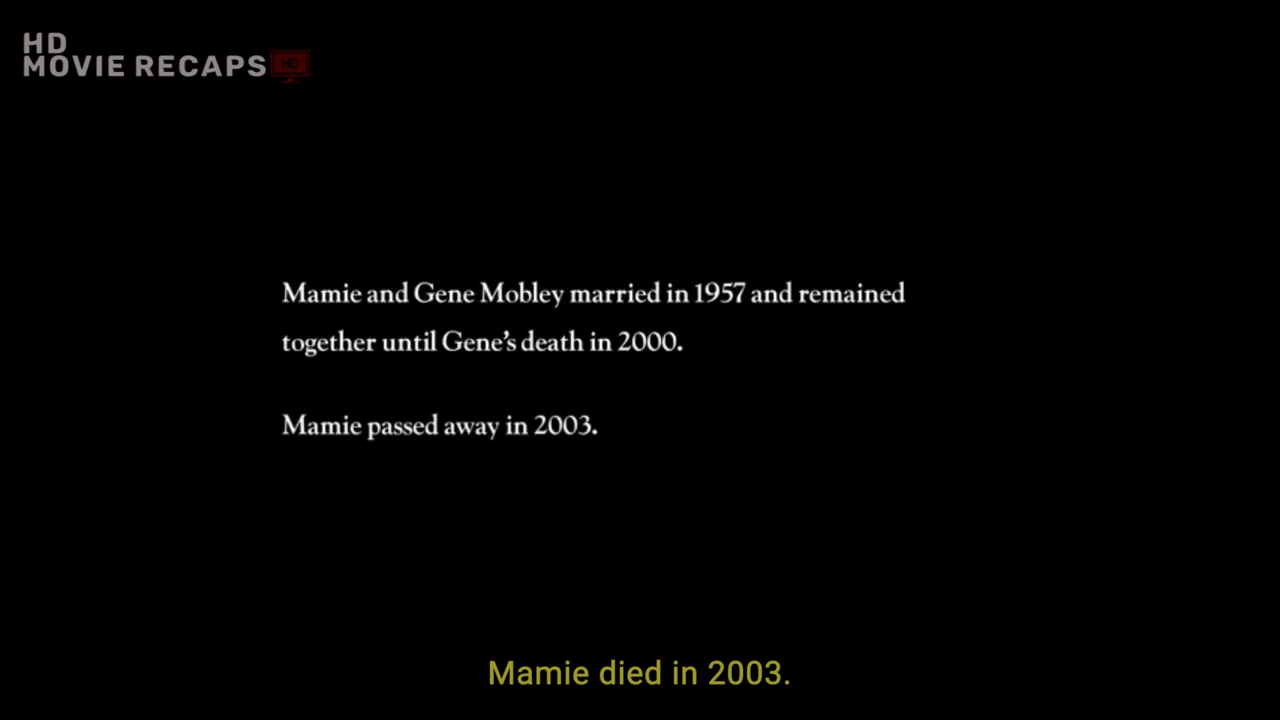 HD
MOVIE RECAPS HD
Mamie and Gene Mobley married in 1957 and remained
together until Gene’s death in 2000.
Mamie passed away in 2003.
Mamie died in 2003.